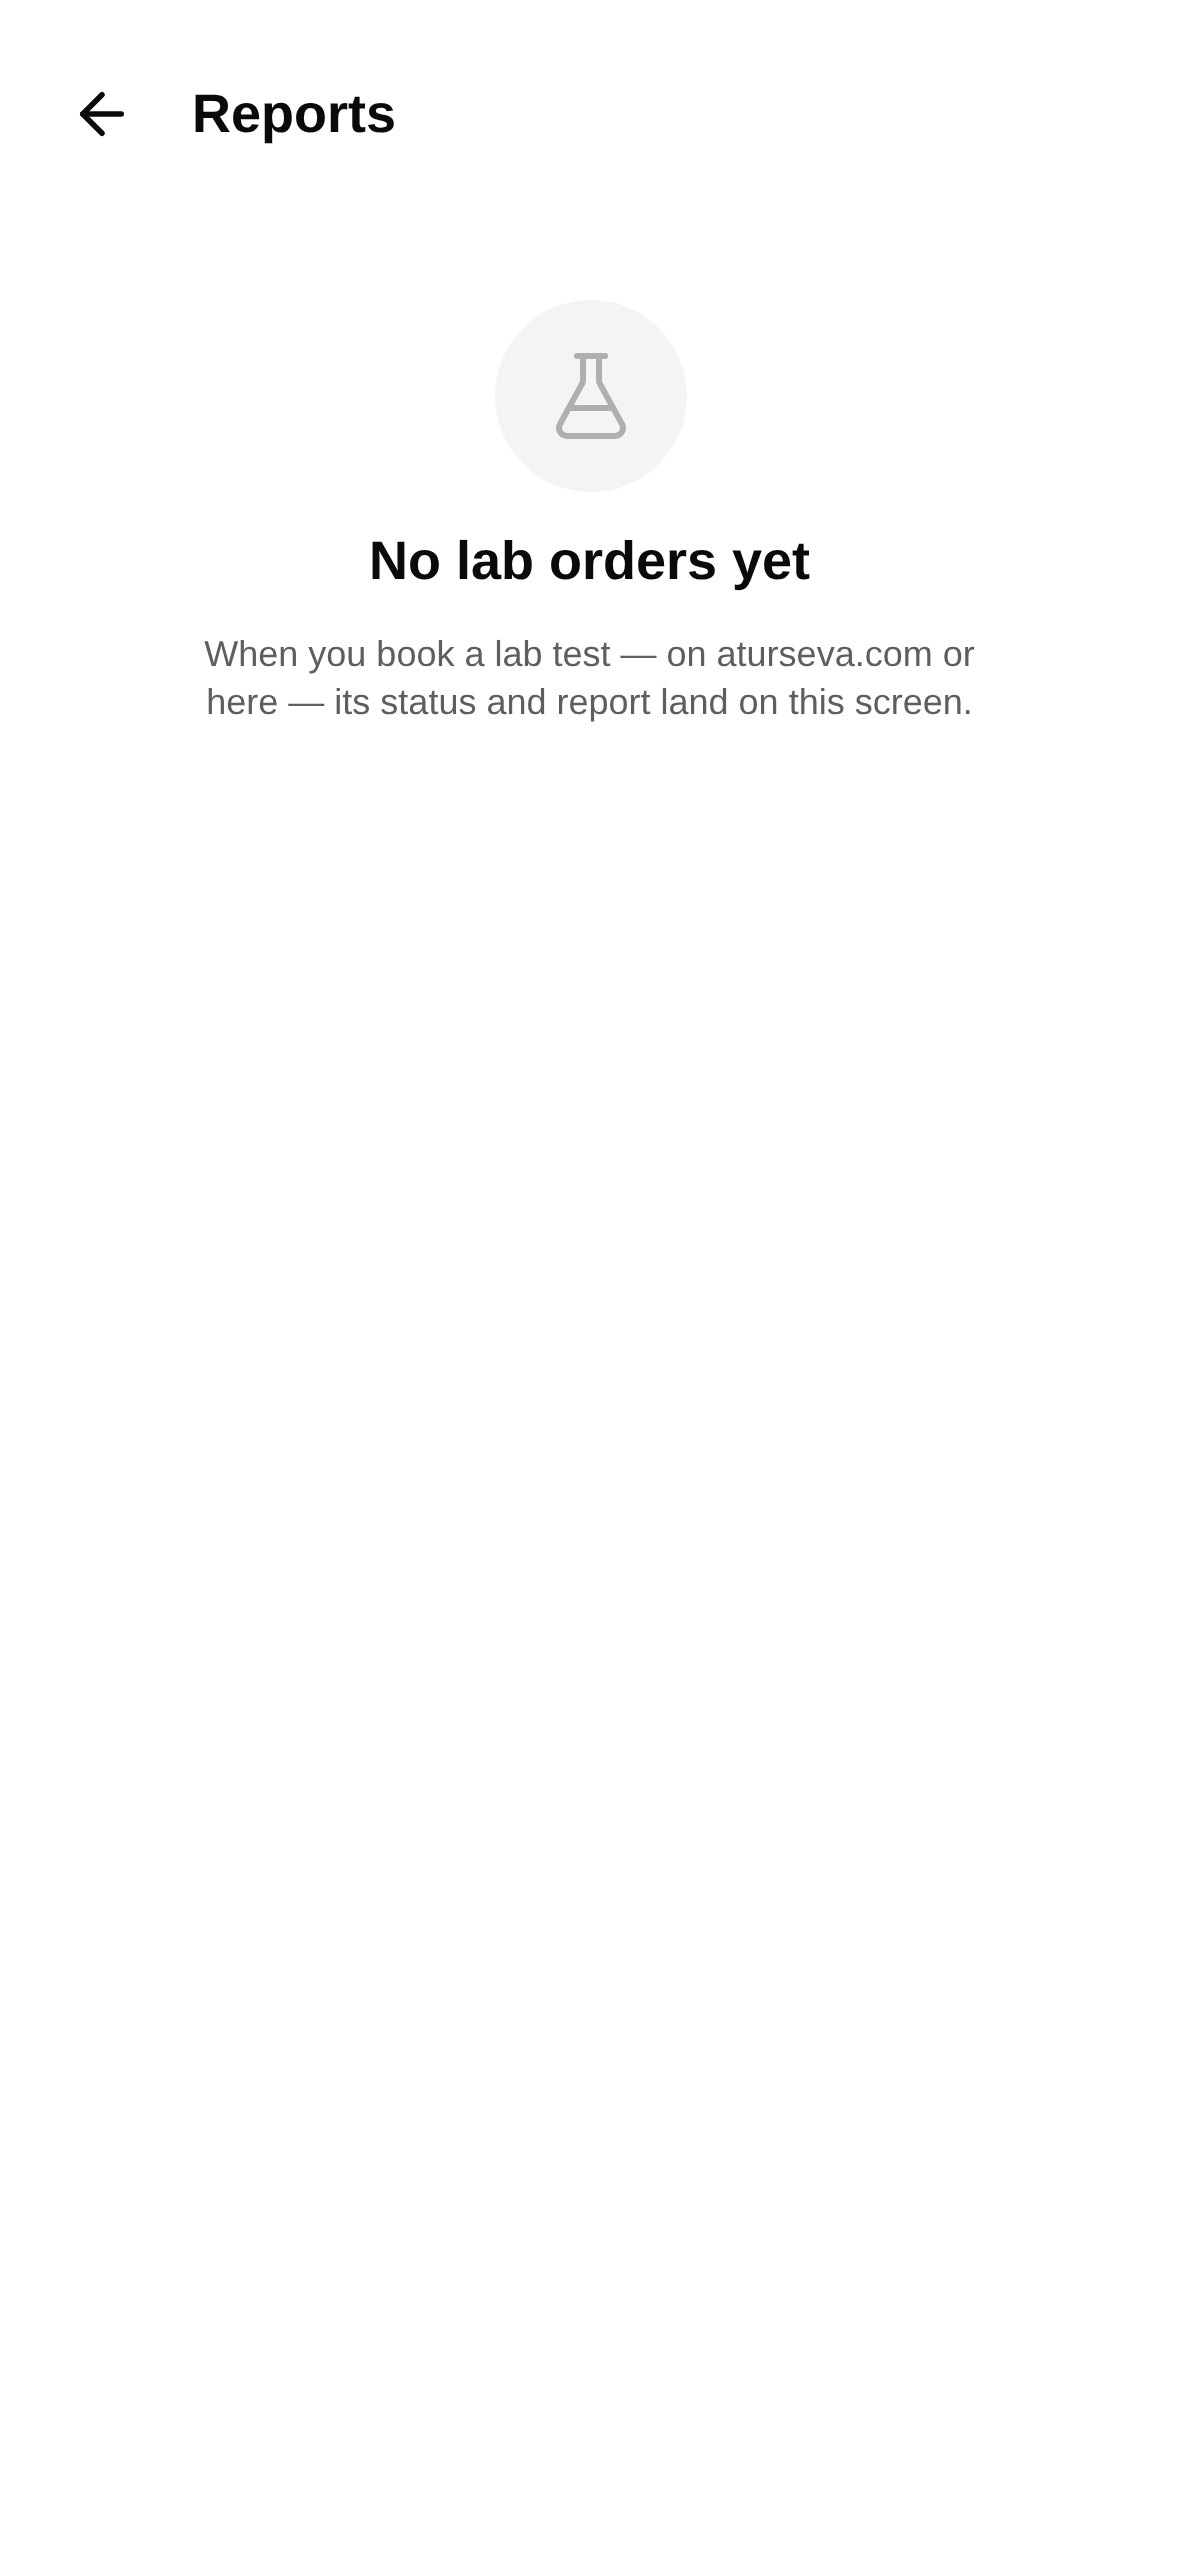 Reports
No lab orders yet
When you book a lab test — on aturseva.com or
here — its status and report land on this screen.